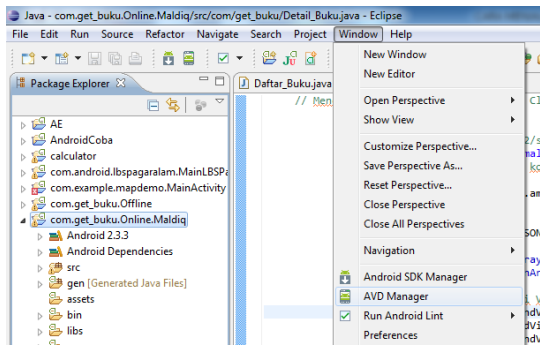 Java - com.get_buku.Online.Maldiq/src/com/get_buku/Detail_Buku.java - Eclipse
File Edit Run Source Refactor Navigate Search Project Window Help
Package Explorer
Daftar_Buku.java
// Men
AE
AndroidCoba
calculator
com.android.lbspagaralam.MainLBSPa
com.example.mapdemo.MainActivity
com.get_buku.Offline
com.get_buku.Online.Maldiq
Android 2.3.3
Android Dependencies
src
gen [Generated Java Files]
assets
bin
libs
New Window
New Editor
Open Perspective
Show View
Customize Perspective...
Save Perspective As...
Reset Perspective...
Close Perspective
Close All Perspectives
Navigation
Android SDK Manager
AVD Manager
Run Android Lint
Preferences